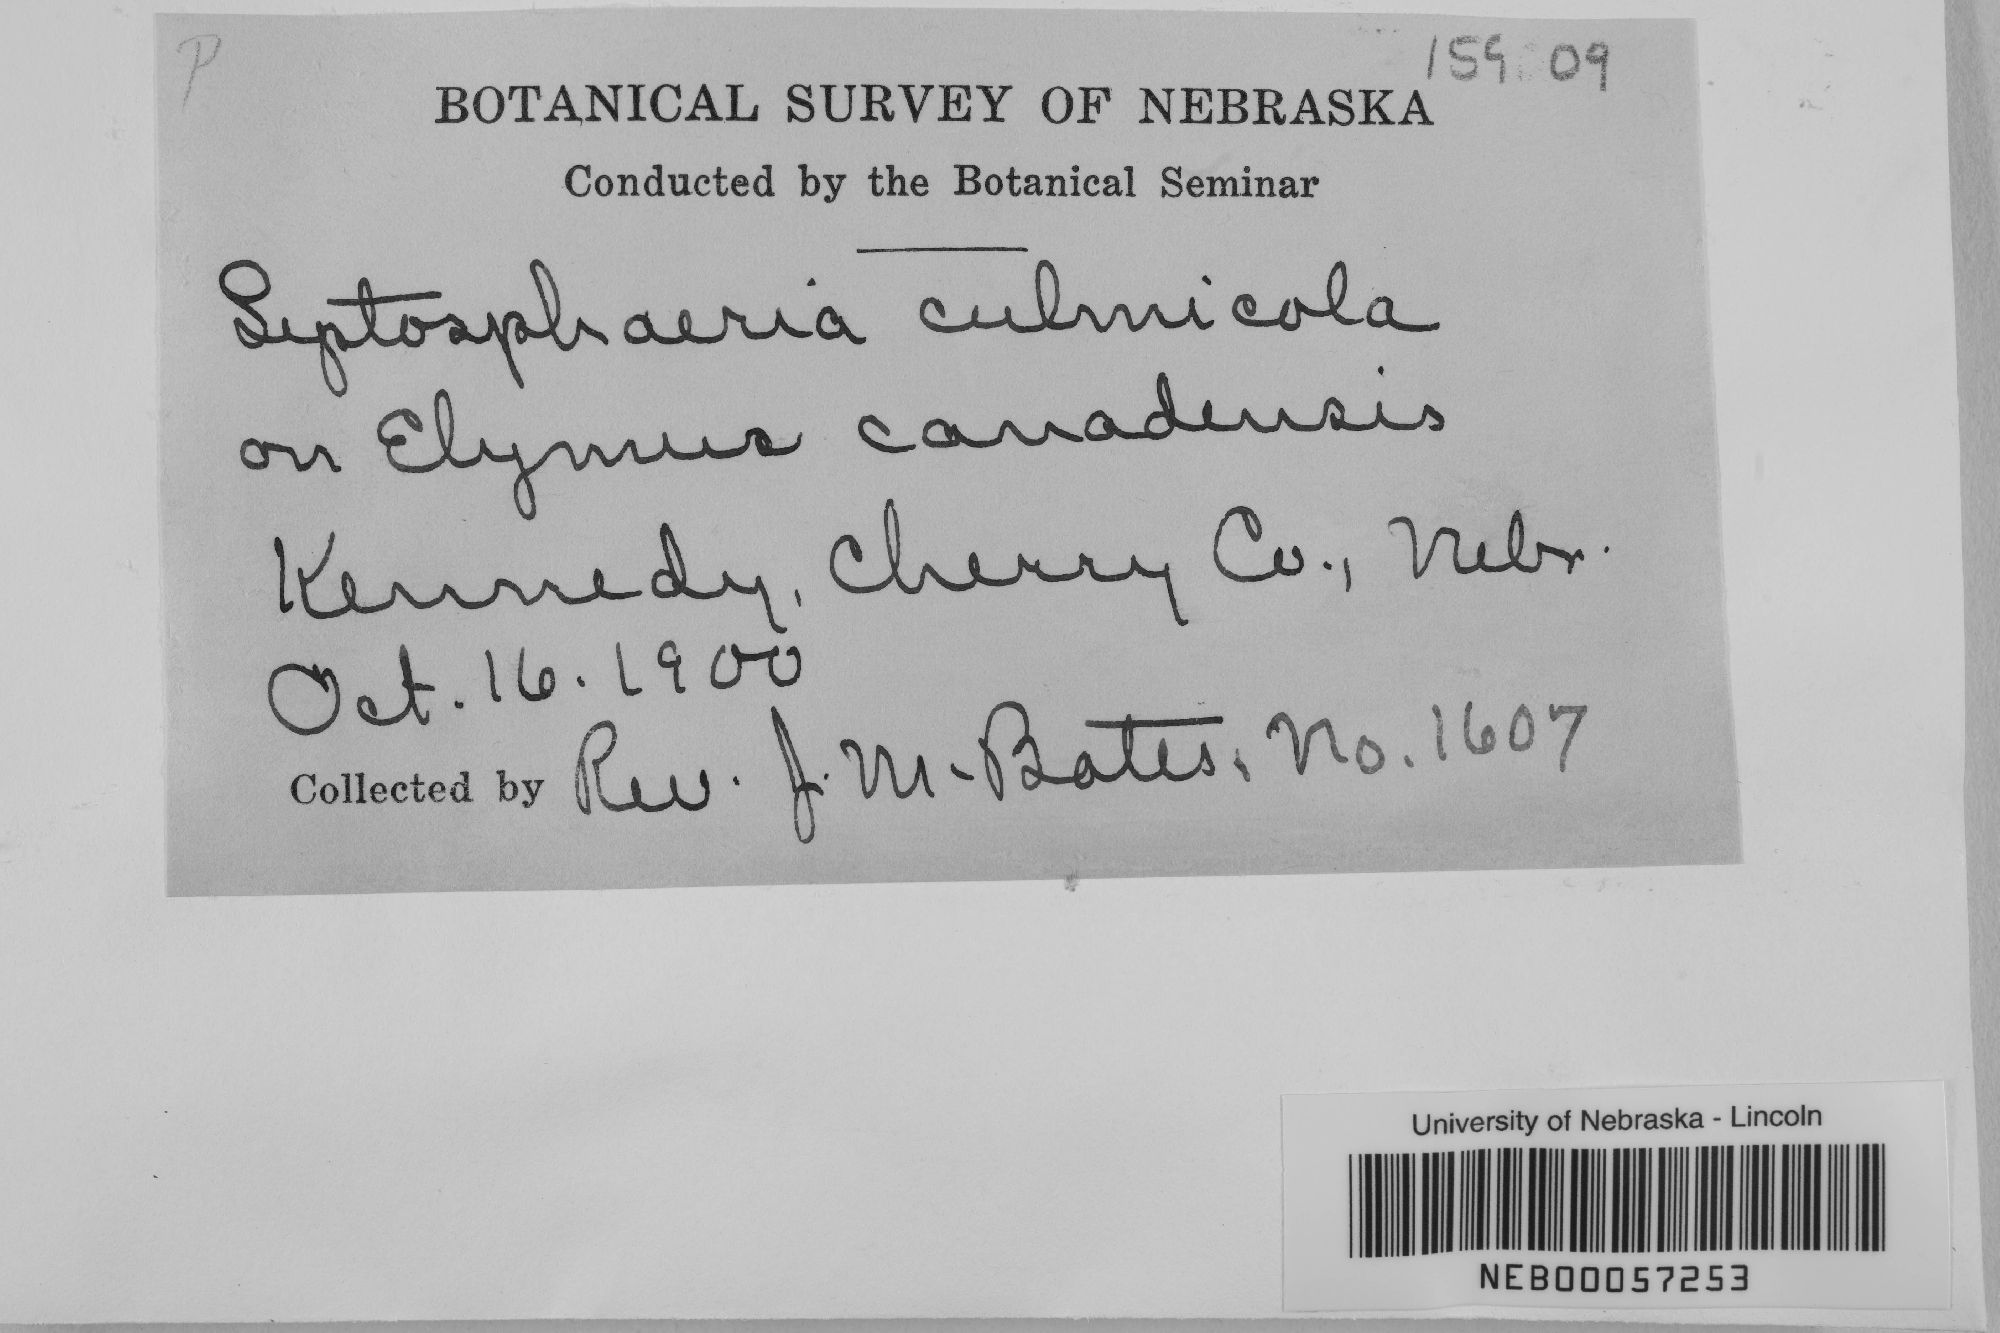 P
159 09
BOTANICAL SURVEY OF NEBRASKA
Conducted by the Botanical Seminar
Leptosphaeria culmicola
on Elymus canadensis
Kennedy, Cherry Co., Nebr.
Oct. 16. 1900
Collected by Rev. J. M. Bates, No. 1607
University of Nebraska - Lincoln
NEB00057253